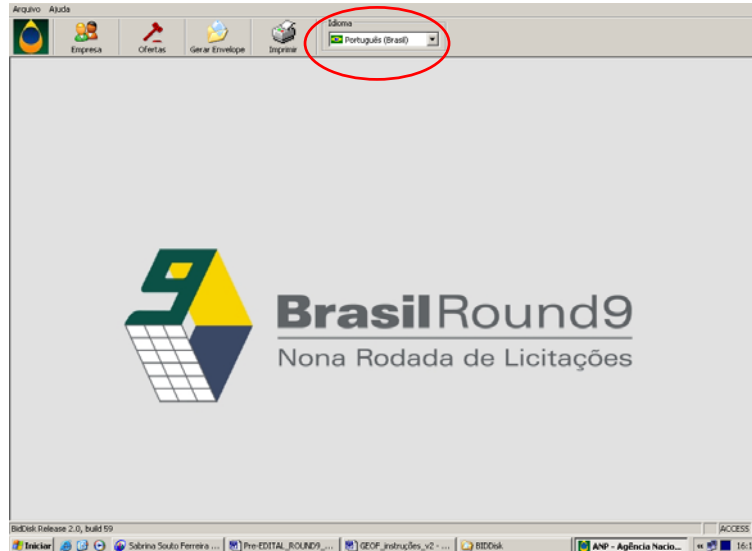 Arquivo Ajuda
Idioma
Português (Brasil)
Empresa Ofertas Gerar Envelope Imprimir
9
BrasilRound9
Nona Rodada de Licitações
BidDisk Release 2.0, build 59 ACCESS
Iniciar Sabrina Souto Ferreira ... Pre-EDITAL_ROUND9_... GEOF_instruções_v2 - ... BIDDisk ANP - Agência Nacio... «